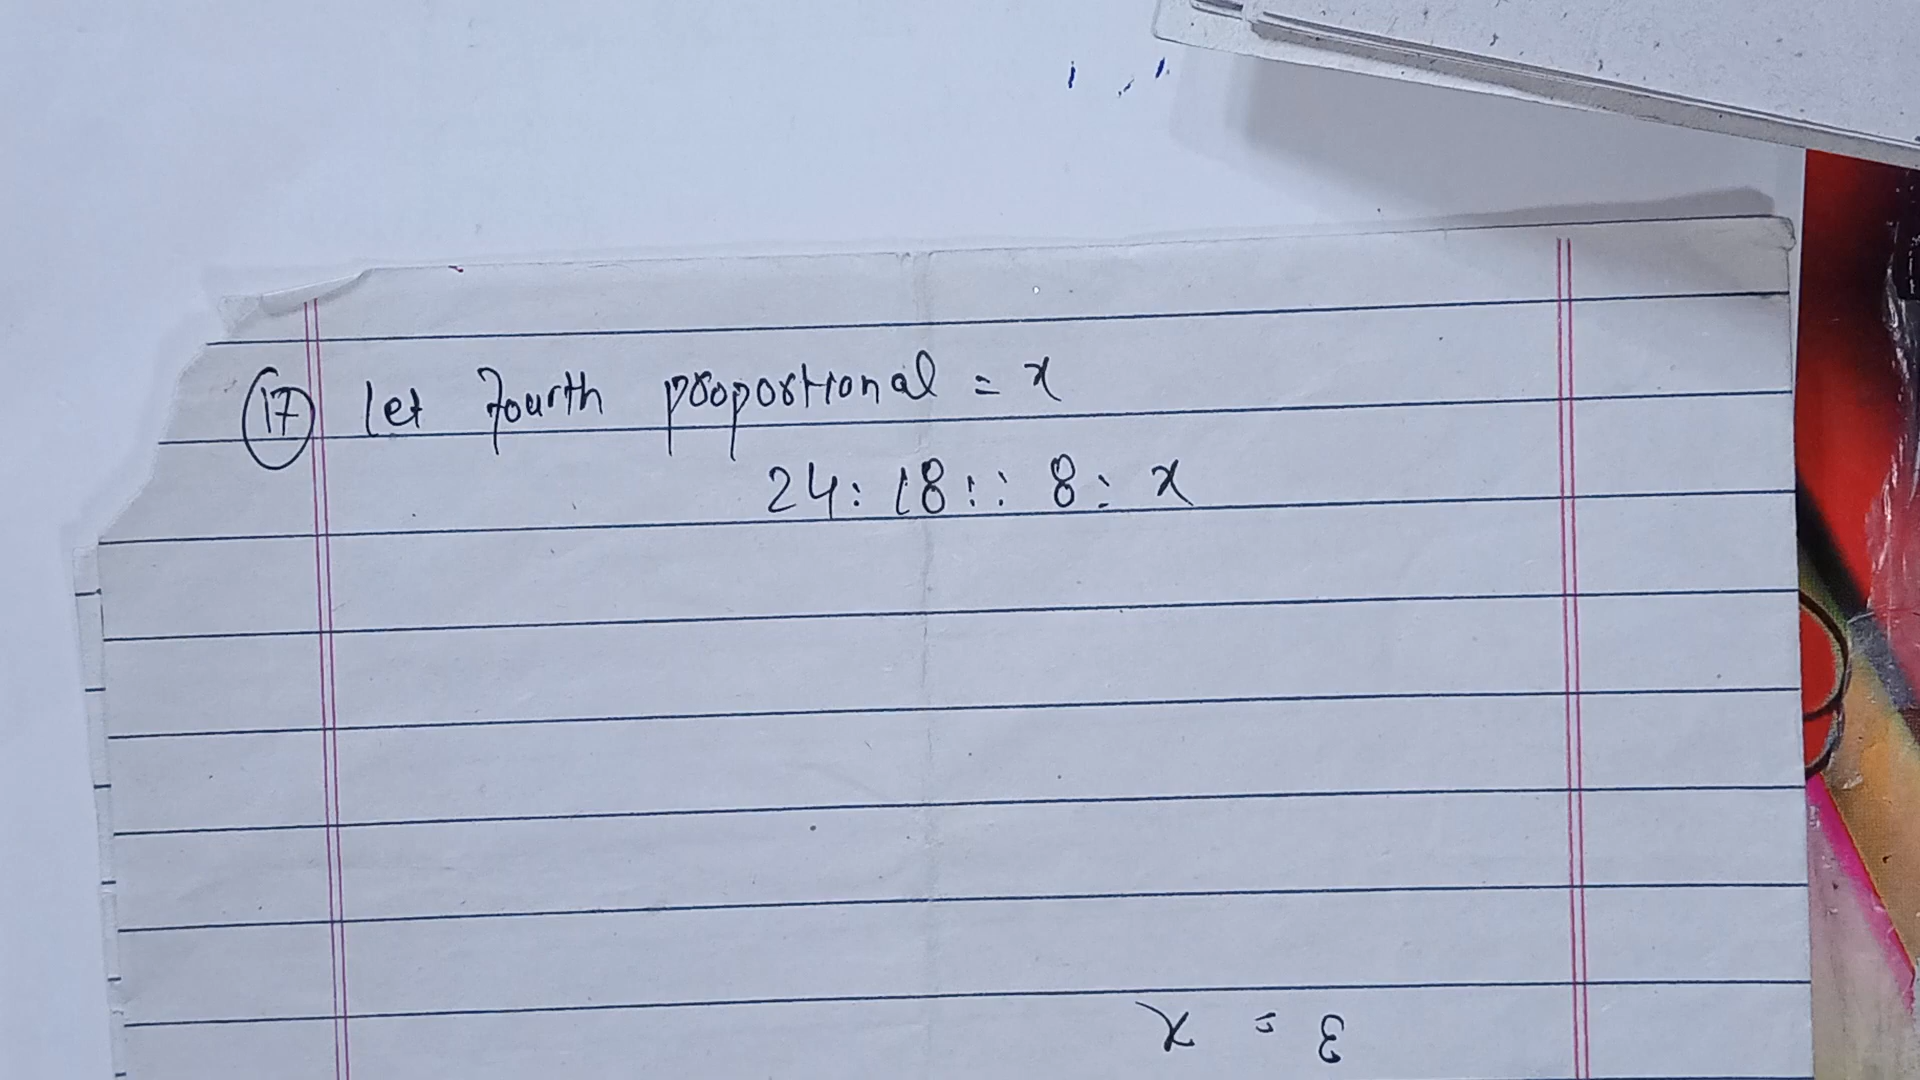 17 let fourth proportional = x
24 : 18 :: 8 : x
x = 3